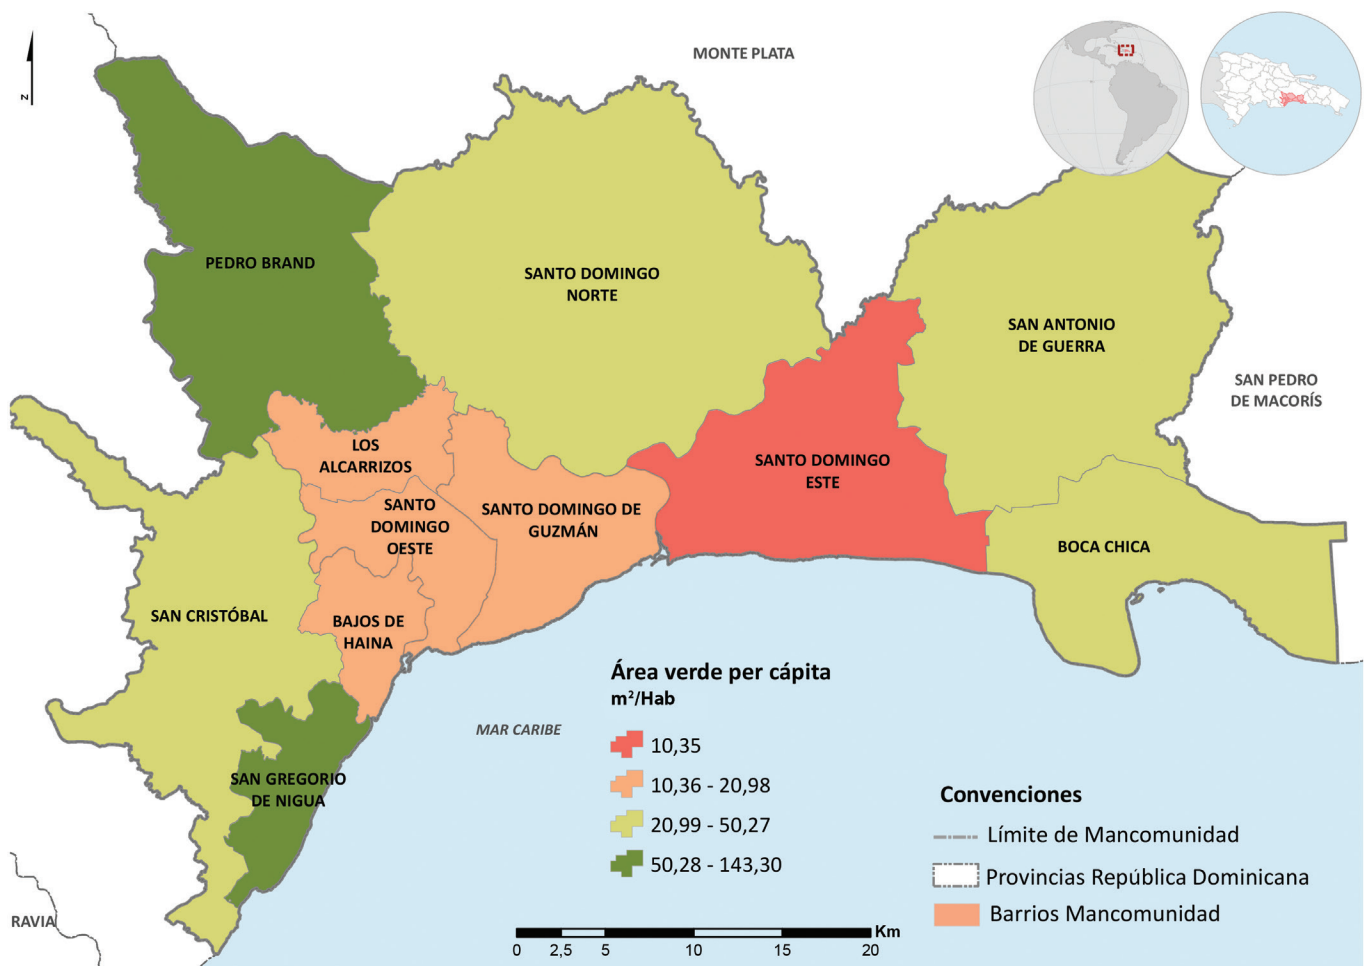 MONTE PLATA
N
PEDRO BRAND
SANTO DOMINGO
NORTE
SAN ANTONIO
DE GUERRA
SAN PEDRO
DE MACORÍS
LOS
ALCARRIZOS
SANTO DOMINGO
ESTE
SANTO
DOMINGO
OESTE
SANTO DOMINGO DE
GUZMÁN
BOCA CHICA
SAN CRISTÓBAL
BAJOS DE
HAINA
SAN GREGORIO
DE NIGUA
MAR CARIBE
RAVIA
Área verde per cápita
m²/Hab
10,35
10,36 - 20,98
20,99 - 50,27
50,28 - 143,30
Convenciones
Límite de Mancomunidad
Provincias Repúblca Dominicana
Barrios Mancomunidad
Km
0 2,5 5 10 15 20